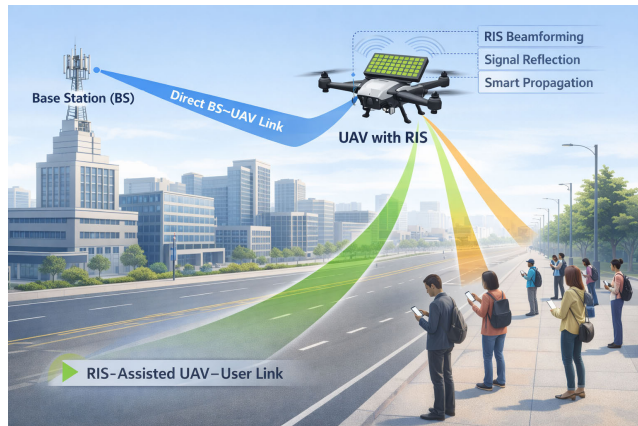 RIS Beamforming
Signal Reflection
Smart Propagation
Base Station (BS)
Direct BS–UAV Link
UAV with RIS
RIS-Assisted UAV–User Link